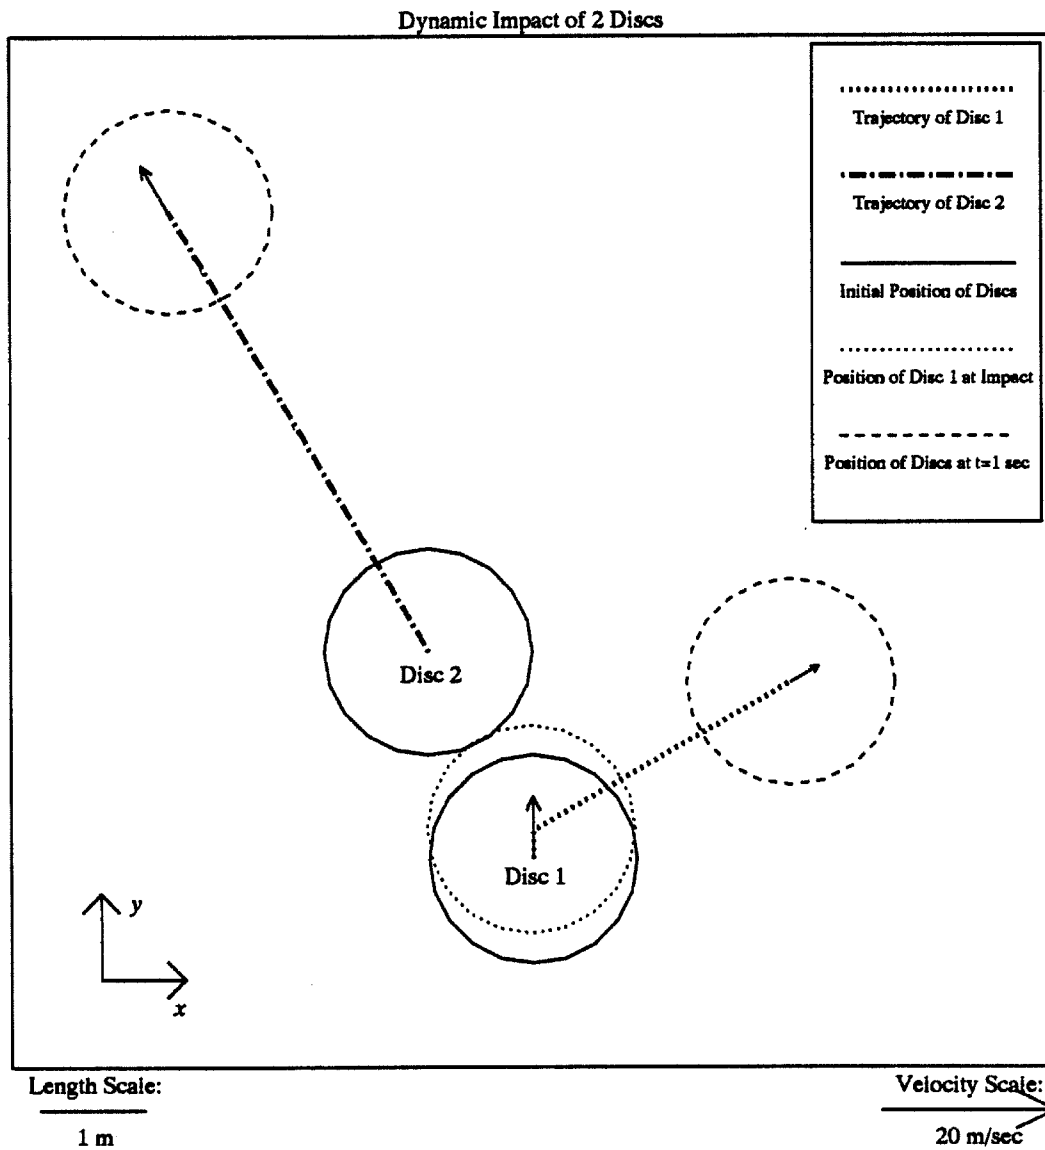 Dynamic Impact of 2 Discs
Trajectory of Disc 1
Trajectory of Disc 2
Initial Position of Discs
Position of Disc 1 at Impact
Position of Discs at t=1 sec
Disc 2
Disc 1
y
x
Length Scale:
1 m
Velocity Scale:
20 m/sec